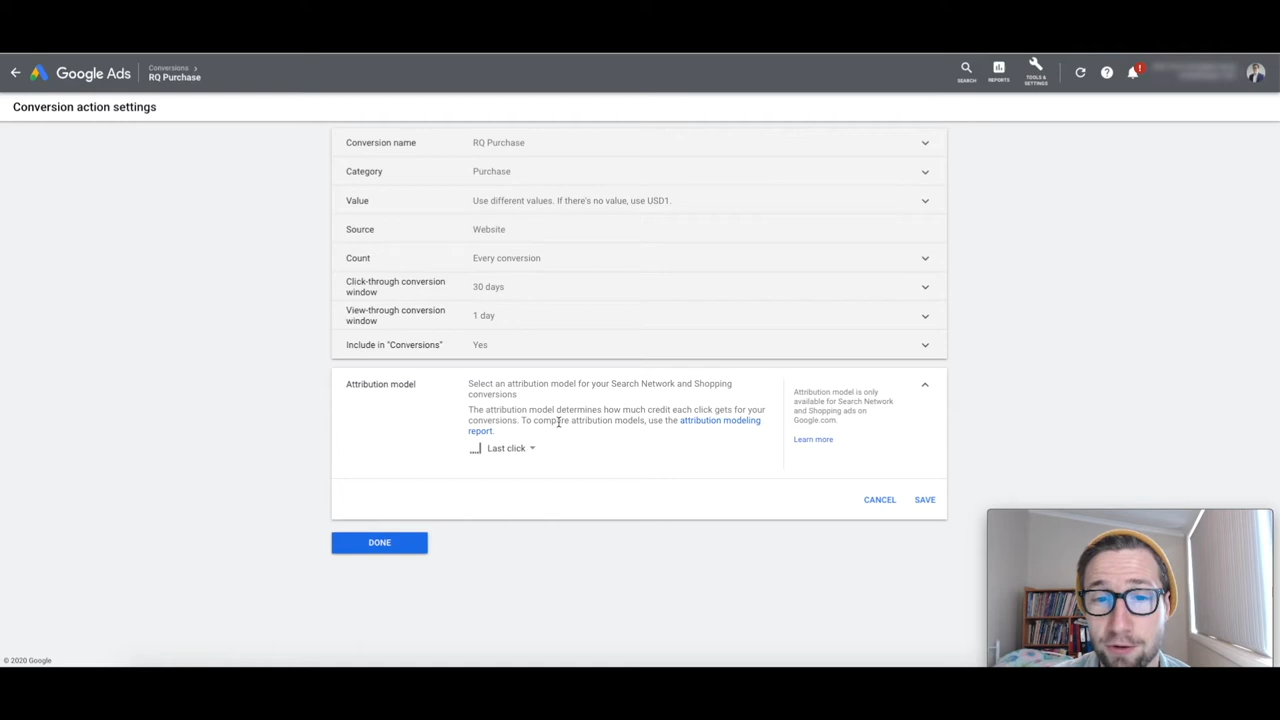 Google Ads
Conversions
RQ Purchase
SEARCH
REPORTS
TOOLS &
SETTINGS
!
Conversion action settings
Conversion name RQ Purchase
Category Purchase
Value Use different values. If there's no value, use USD1.
Source Website
Count Every conversion
Click-through conversion
window 30 days
View-through conversion
window 1 day
Include in "Conversions" Yes
Attribution model
Select an attribution model for your Search Network and Shopping
conversions
The attribution model determines how much credit each click gets for your
conversions. To compare attribution models, use the attribution modeling
report.
Last click
Attribution model is only
available for Search Network
and Shopping ads on
Google.com.
Learn more
CANCEL SAVE
DONE
© 2020 Google